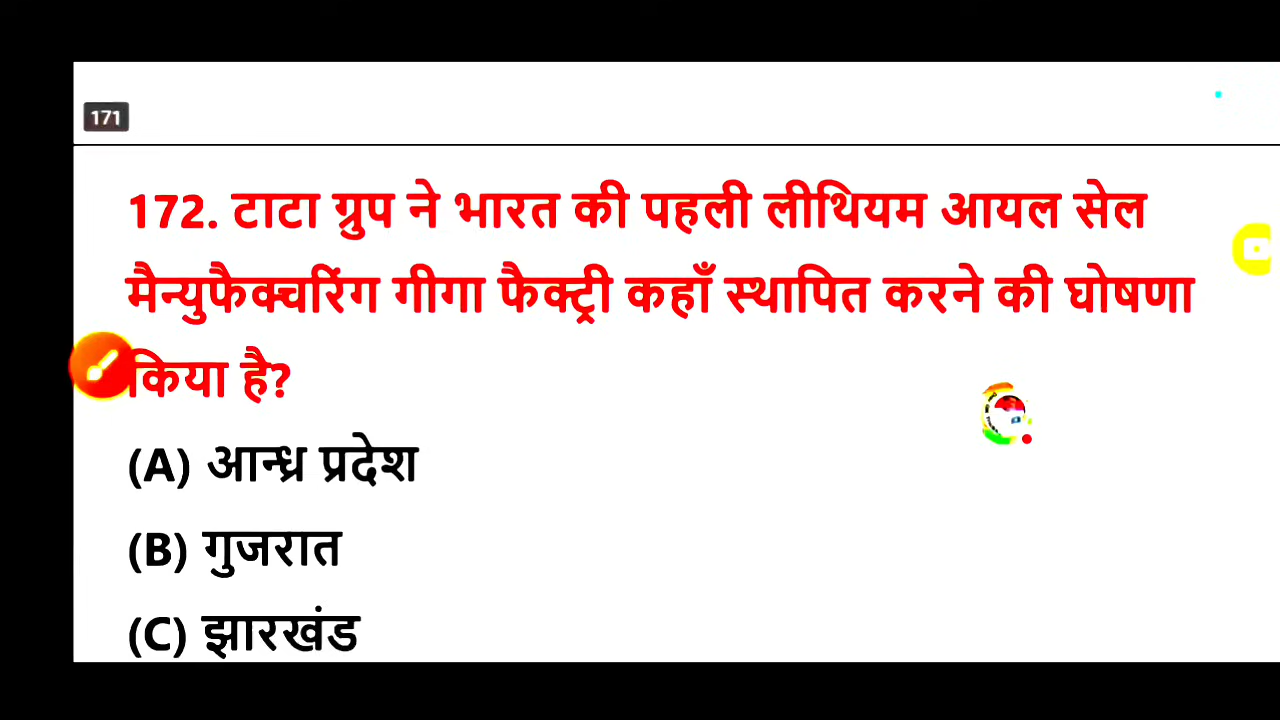 171
172. टाटा ग्रुप ने भारत की पहली लीथियम आयल सेल
मैन्युफैक्चरिंग गीगा फैक्ट्री कहाँ स्थापित करने की घोषणा
किया है?
(A) आन्ध्र प्रदेश
(B) गुजरात
(C) झारखंड